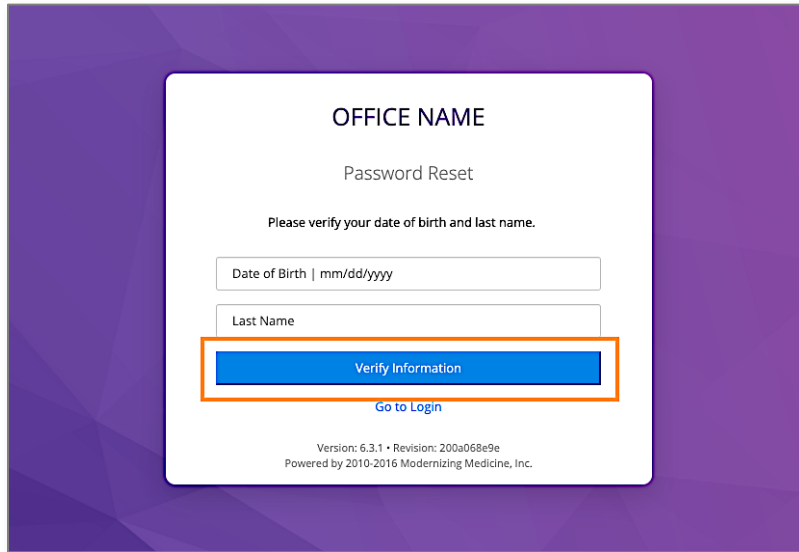 OFFICE NAME
Password Reset
Please verify your date of birth and last name.
Date of Birth | mm/dd/yyyy
Last Name
Verify Information
Go to Login
Version: 6.3.1 • Revision: 200a068e9e
Powered by 2010-2016 Modernizing Medicine, Inc.